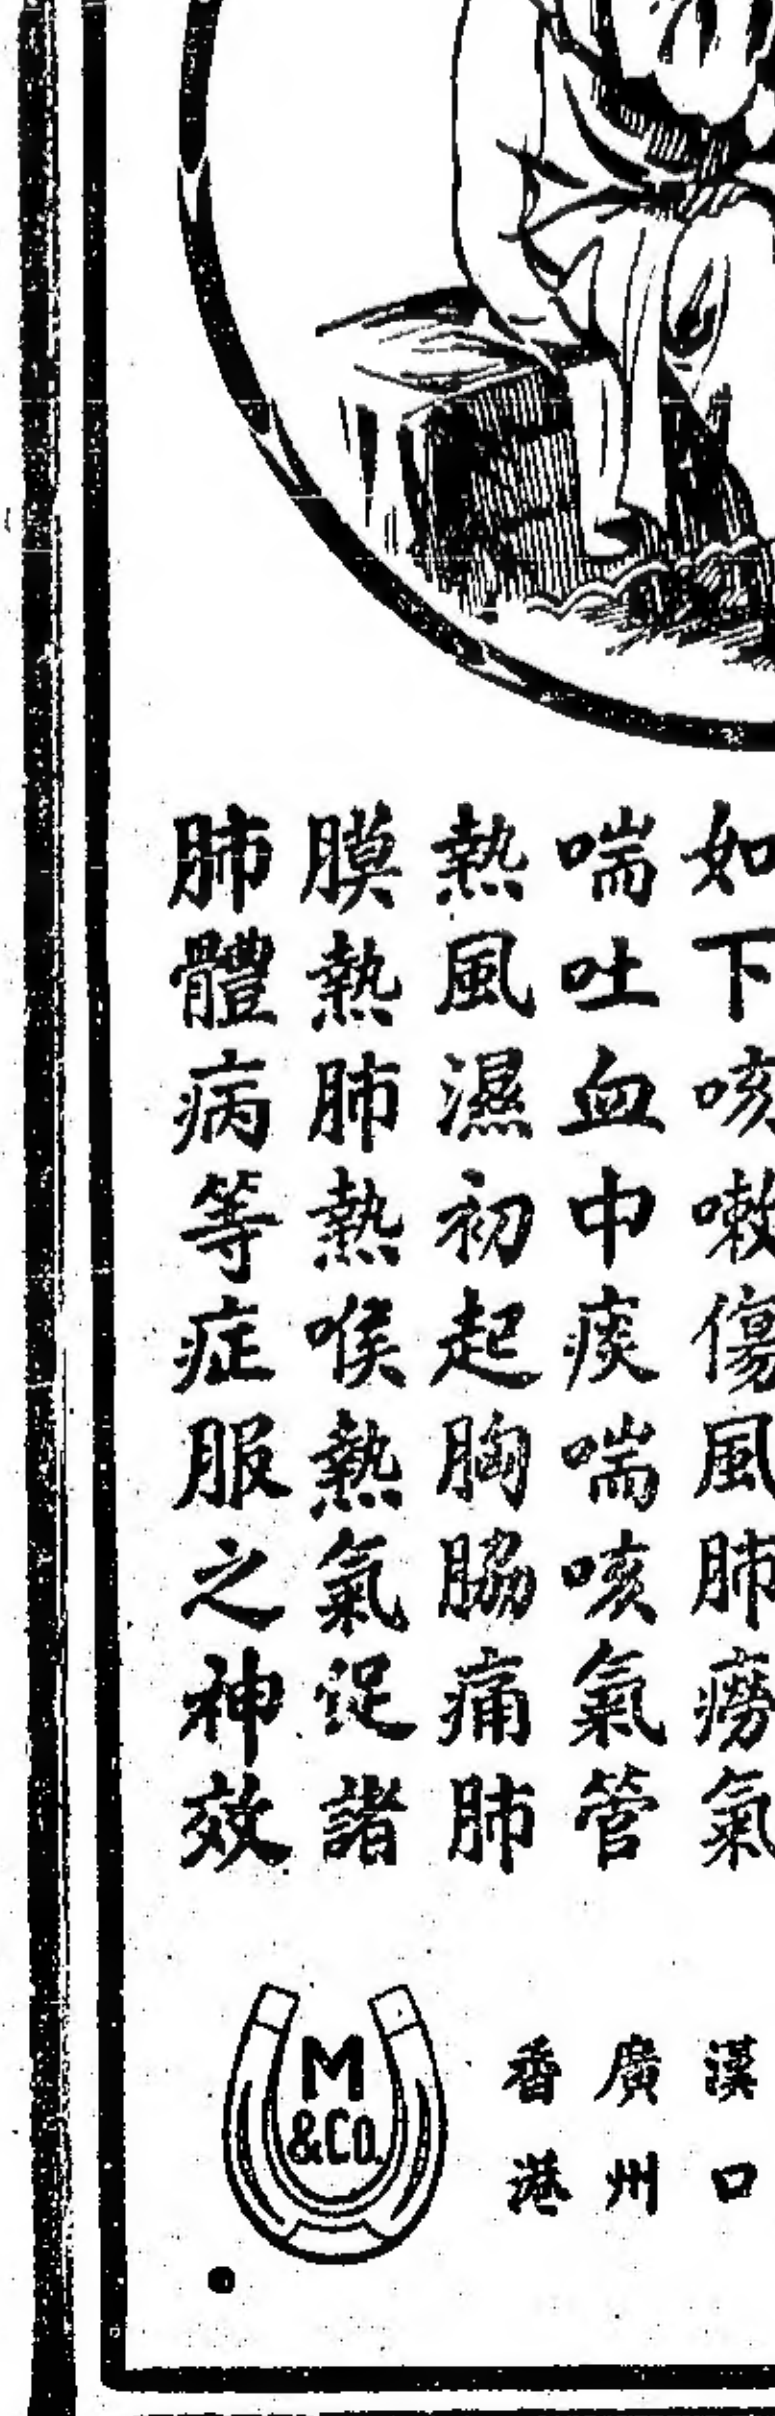 如下咳嗽傷風肺癆氣
喘吐血中痰喘咳氣管
熱風濕初起胸脇痛肺
膜熱肺熱喉熱氣促諸
肺體病等症服之神效
漢口
廣州
香港
M
&Co.